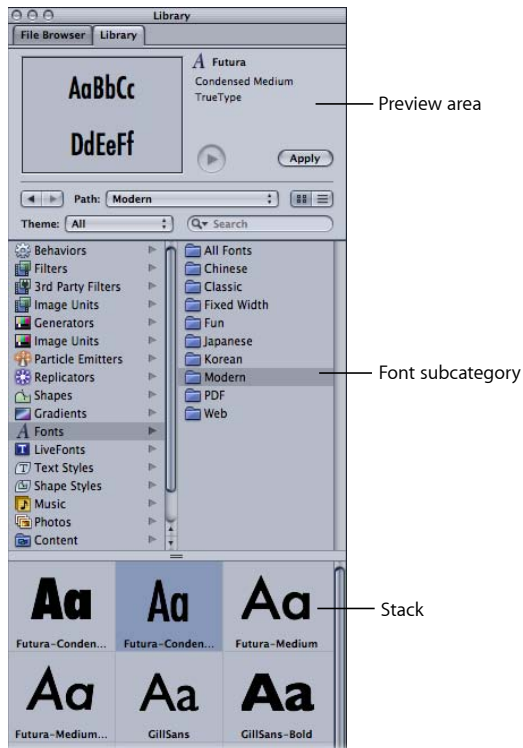 Library
File Browser Library
AaBbCc
DdEeFf
A Futura
Condensed Medium
TrueType
Preview area
Apply
Path: Modern
Theme: All
Search
Behaviors
Filters
3rd Party Filters
Image Units
Generators
Image Units
Particle Emitters
Replicators
Shapes
Gradients
A Fonts
T LiveFonts
T Text Styles
Shape Styles
Music
Photos
Content
All Fonts
Chinese
Classic
Fixed Width
Fun
Japanese
Korean
Modern
PDF
Web
Font subcategory
Aa Aa Aa
Stack
Futura-Conden... Futura-Conden... Futura-Medium
Aa Aa Aa
Futura-Medium... GillSans GillSans-Bold